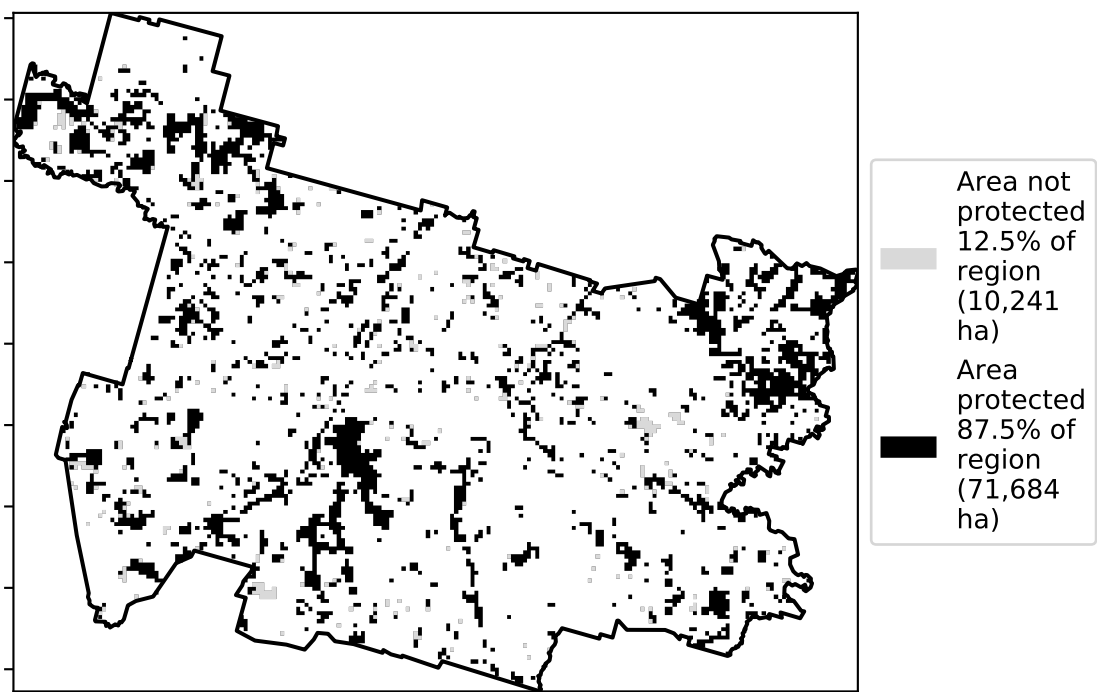 Area not
protected
12.5% of
region
(10,241
ha)
Area
protected
87.5% of
region
(71,684
ha)